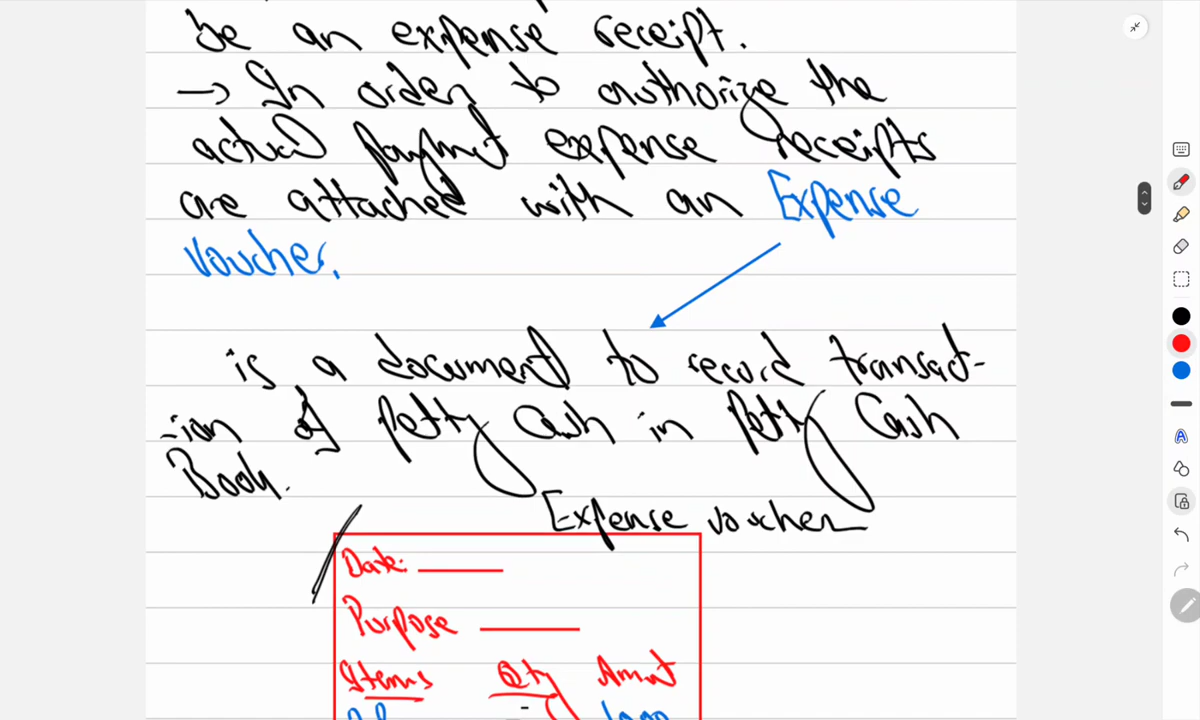 be an expense receipt.
→ In order to authorize the
actual payment expense receipts
are attached with an Expense
voucher.
is a document to record transact-
-ion of petty Cash in Petty Cash
Book.
Expense voucher
Date:
Purpose
Items Qty Amnt